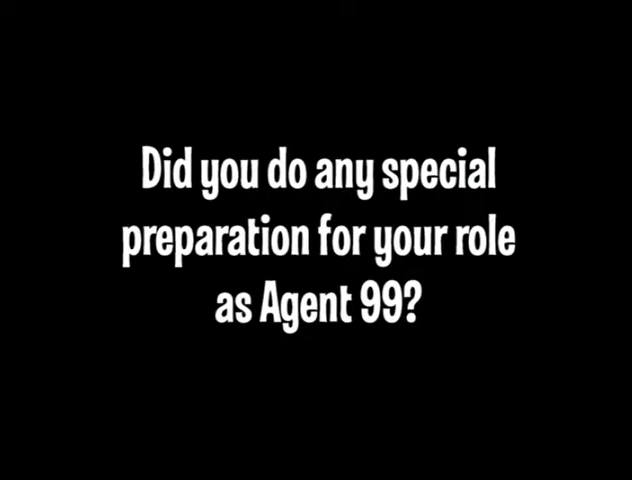 Did you do any special
preparation for your role
as Agent 99?